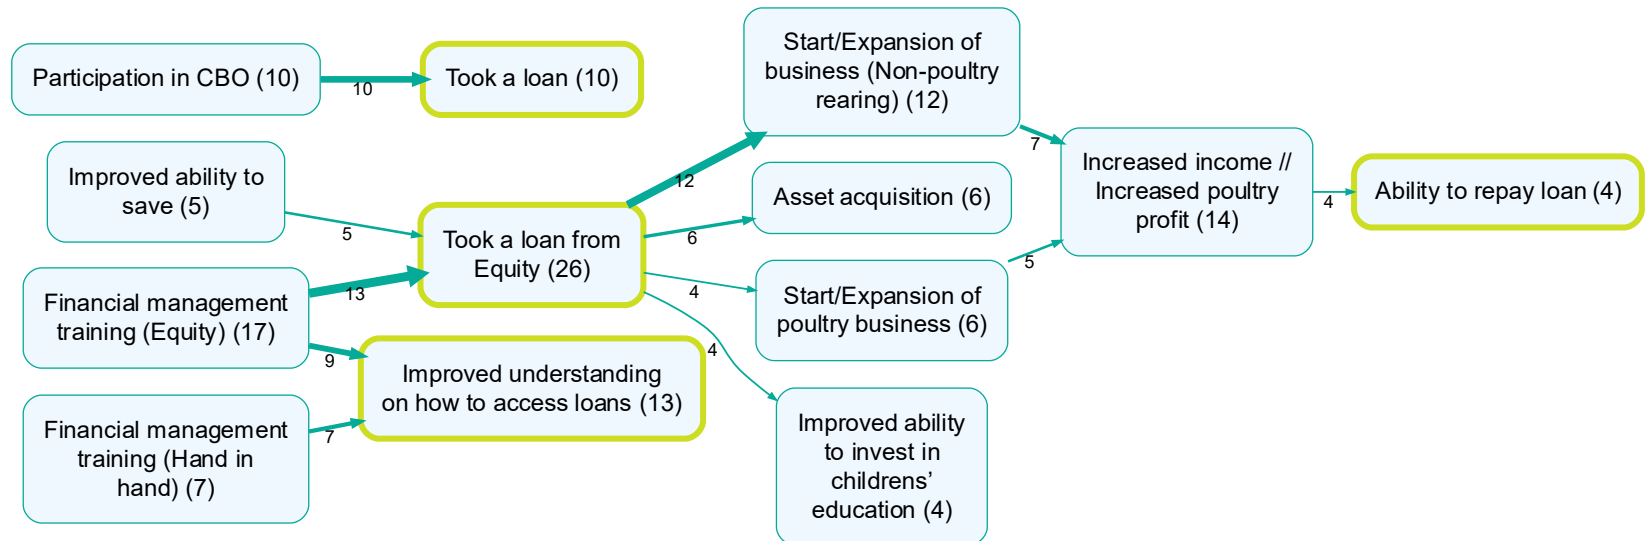 Participation in CBO (10)
10
Took a loan (10)
Improved ability to
save (5)
5
Financial management
training (Equity) (17)
13
9
Financial management
training (Hand in
hand) (7)
7
Took a loan from
Equity (26)
Improved understanding
on how to access loans (13)
12
6
4
4
Start/Expansion of
business (Non-poultry
rearing) (12)
7
Asset acquisition (6)
Start/Expansion of
poultry business (6)
5
Improved ability
to invest in
childrens’
education (4)
Increased income //
Increased poultry
profit (14)
4
Ability to repay loan (4)